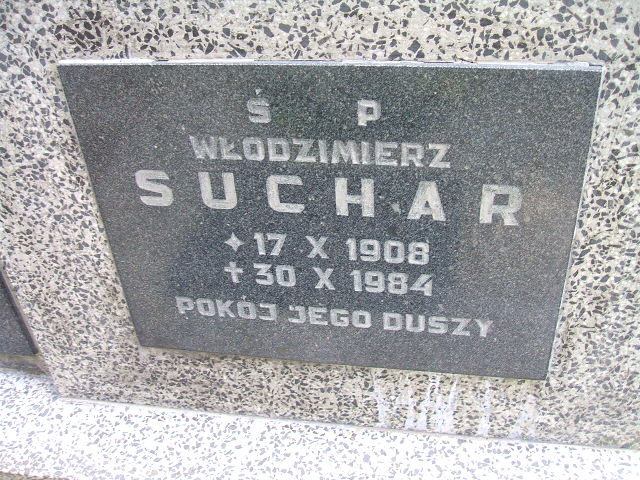 Ś P
WŁODZIMIERZ
SUCHAR
✦ 17 X 1908
✝ 30 X 1984
POKÓJ JEGO DUSZY